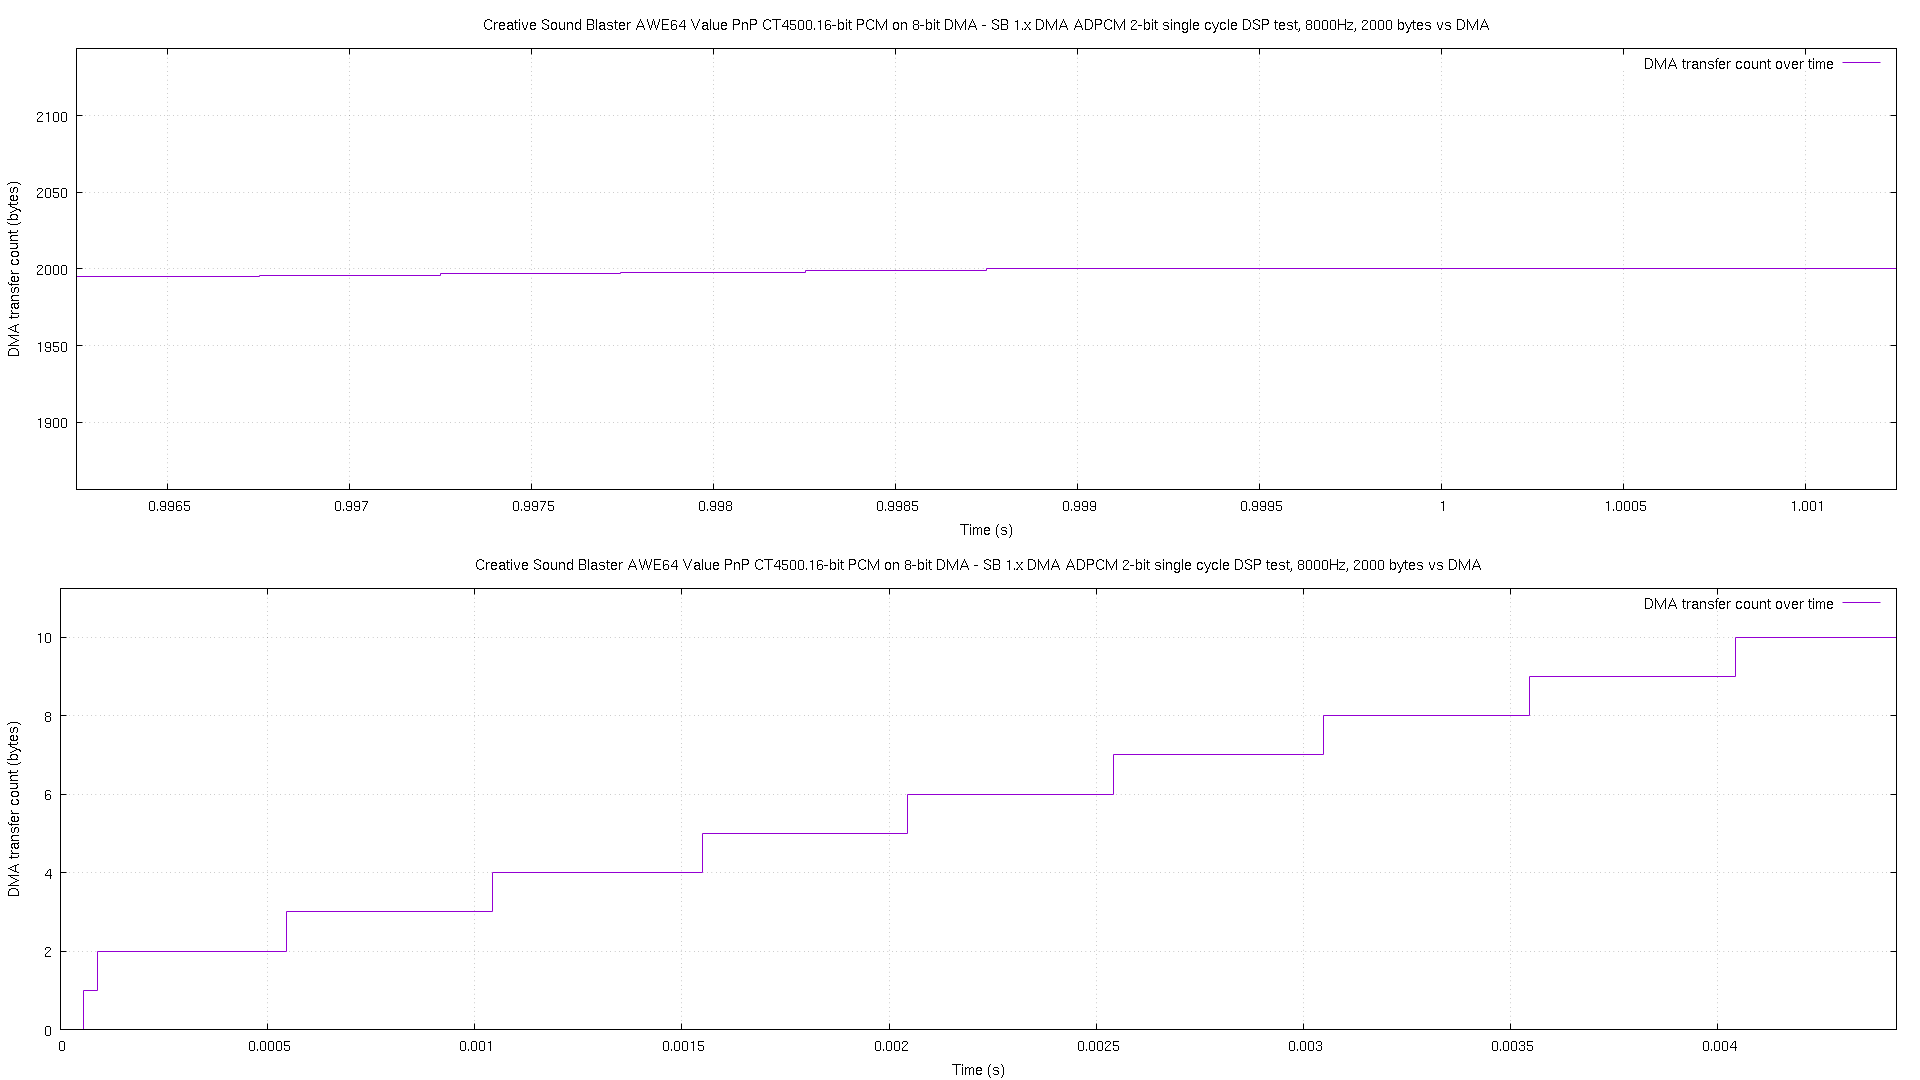 Creative Sound Blaster AWE64 Value PnP CT4500.16-bit PCM on 8-bit DMA - SB 1.x DMA ADPCM 2-bit single cycle DSP test, 8000Hz, 2000 bytes vs DMA
DMA transfer count over time
DMA transfer count (bytes)
2100
2050
2000
1950
1900
0.9965 0.997 0.9975 0.998 0.9985 0.999 0.9995 1 1.0005 1.001
Time (s)
Creative Sound Blaster AWE64 Value PnP CT4500.16-bit PCM on 8-bit DMA - SB 1.x DMA ADPCM 2-bit single cycle DSP test, 8000Hz, 2000 bytes vs DMA
DMA transfer count over time
DMA transfer count (bytes)
10
8
6
4
2
0
0 0.0005 0.001 0.0015 0.002 0.0025 0.003 0.0035 0.004
Time (s)